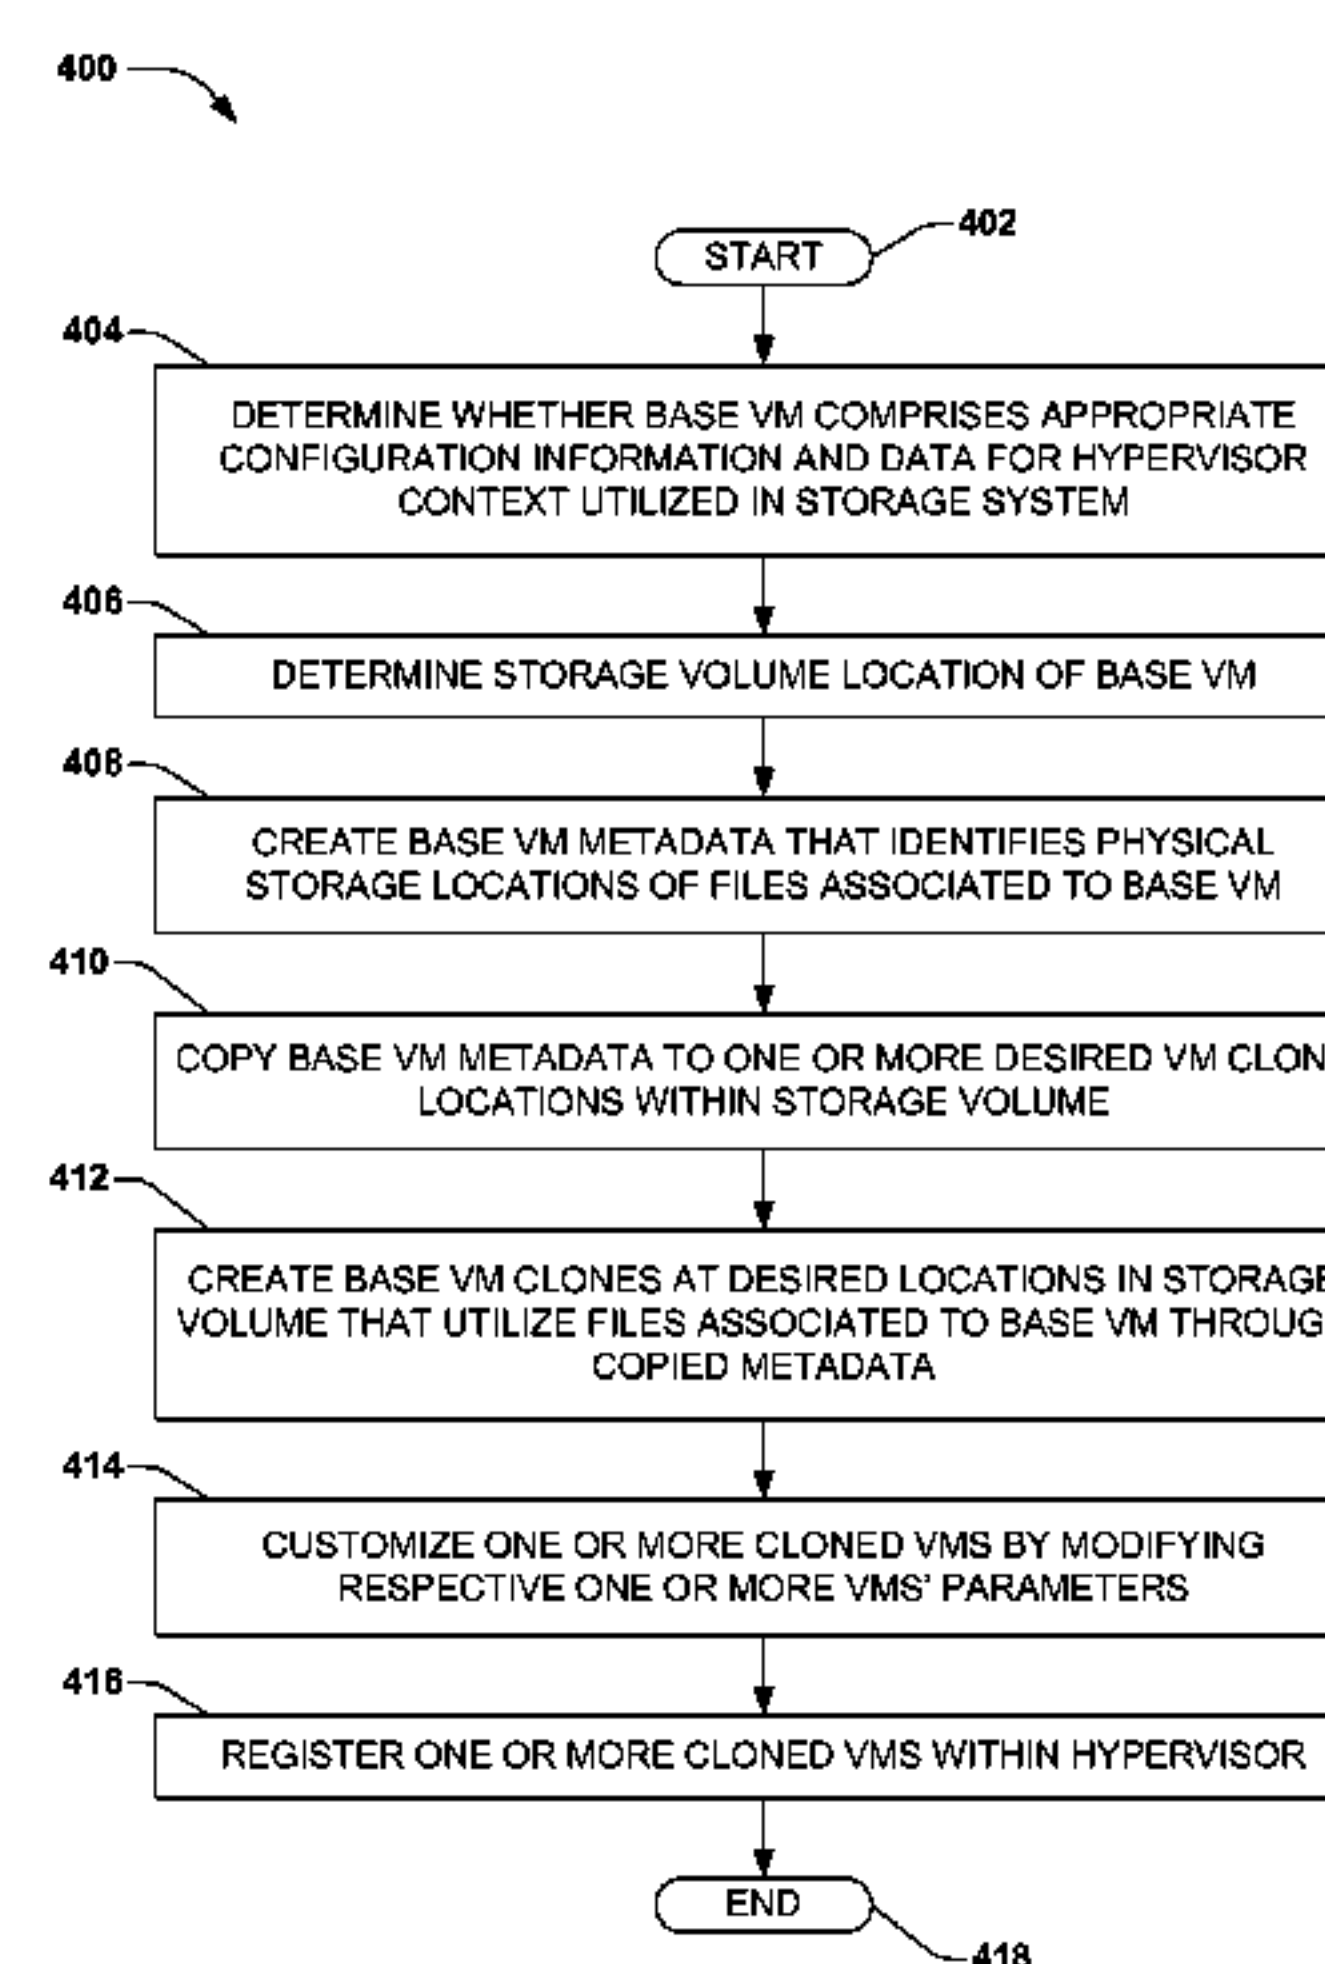 400
START
402
404
DETERMINE WHETHER BASE VM COMPRISES APPROPRIATE
CONFIGURATION INFORMATION AND DATA FOR HYPERVISOR
CONTEXT UTILIZED IN STORAGE SYSTEM
406
DETERMINE STORAGE VOLUME LOCATION OF BASE VM
408
CREATE BASE VM METADATA THAT IDENTIFIES PHYSICAL
STORAGE LOCATIONS OF FILES ASSOCIATED TO BASE VM
410
COPY BASE VM METADATA TO ONE OR MORE DESIRED VM CLON
LOCATIONS WITHIN STORAGE VOLUME
412
CREATE BASE VM CLONES AT DESIRED LOCATIONS IN STORAGE
VOLUME THAT UTILIZE FILES ASSOCIATED TO BASE VM THROUG
COPIED METADATA
414
CUSTOMIZE ONE OR MORE CLONED VMS BY MODIFYING
RESPECTIVE ONE OR MORE VMS' PARAMETERS
416
REGISTER ONE OR MORE CLONED VMS WITHIN HYPERVISOR
END
418